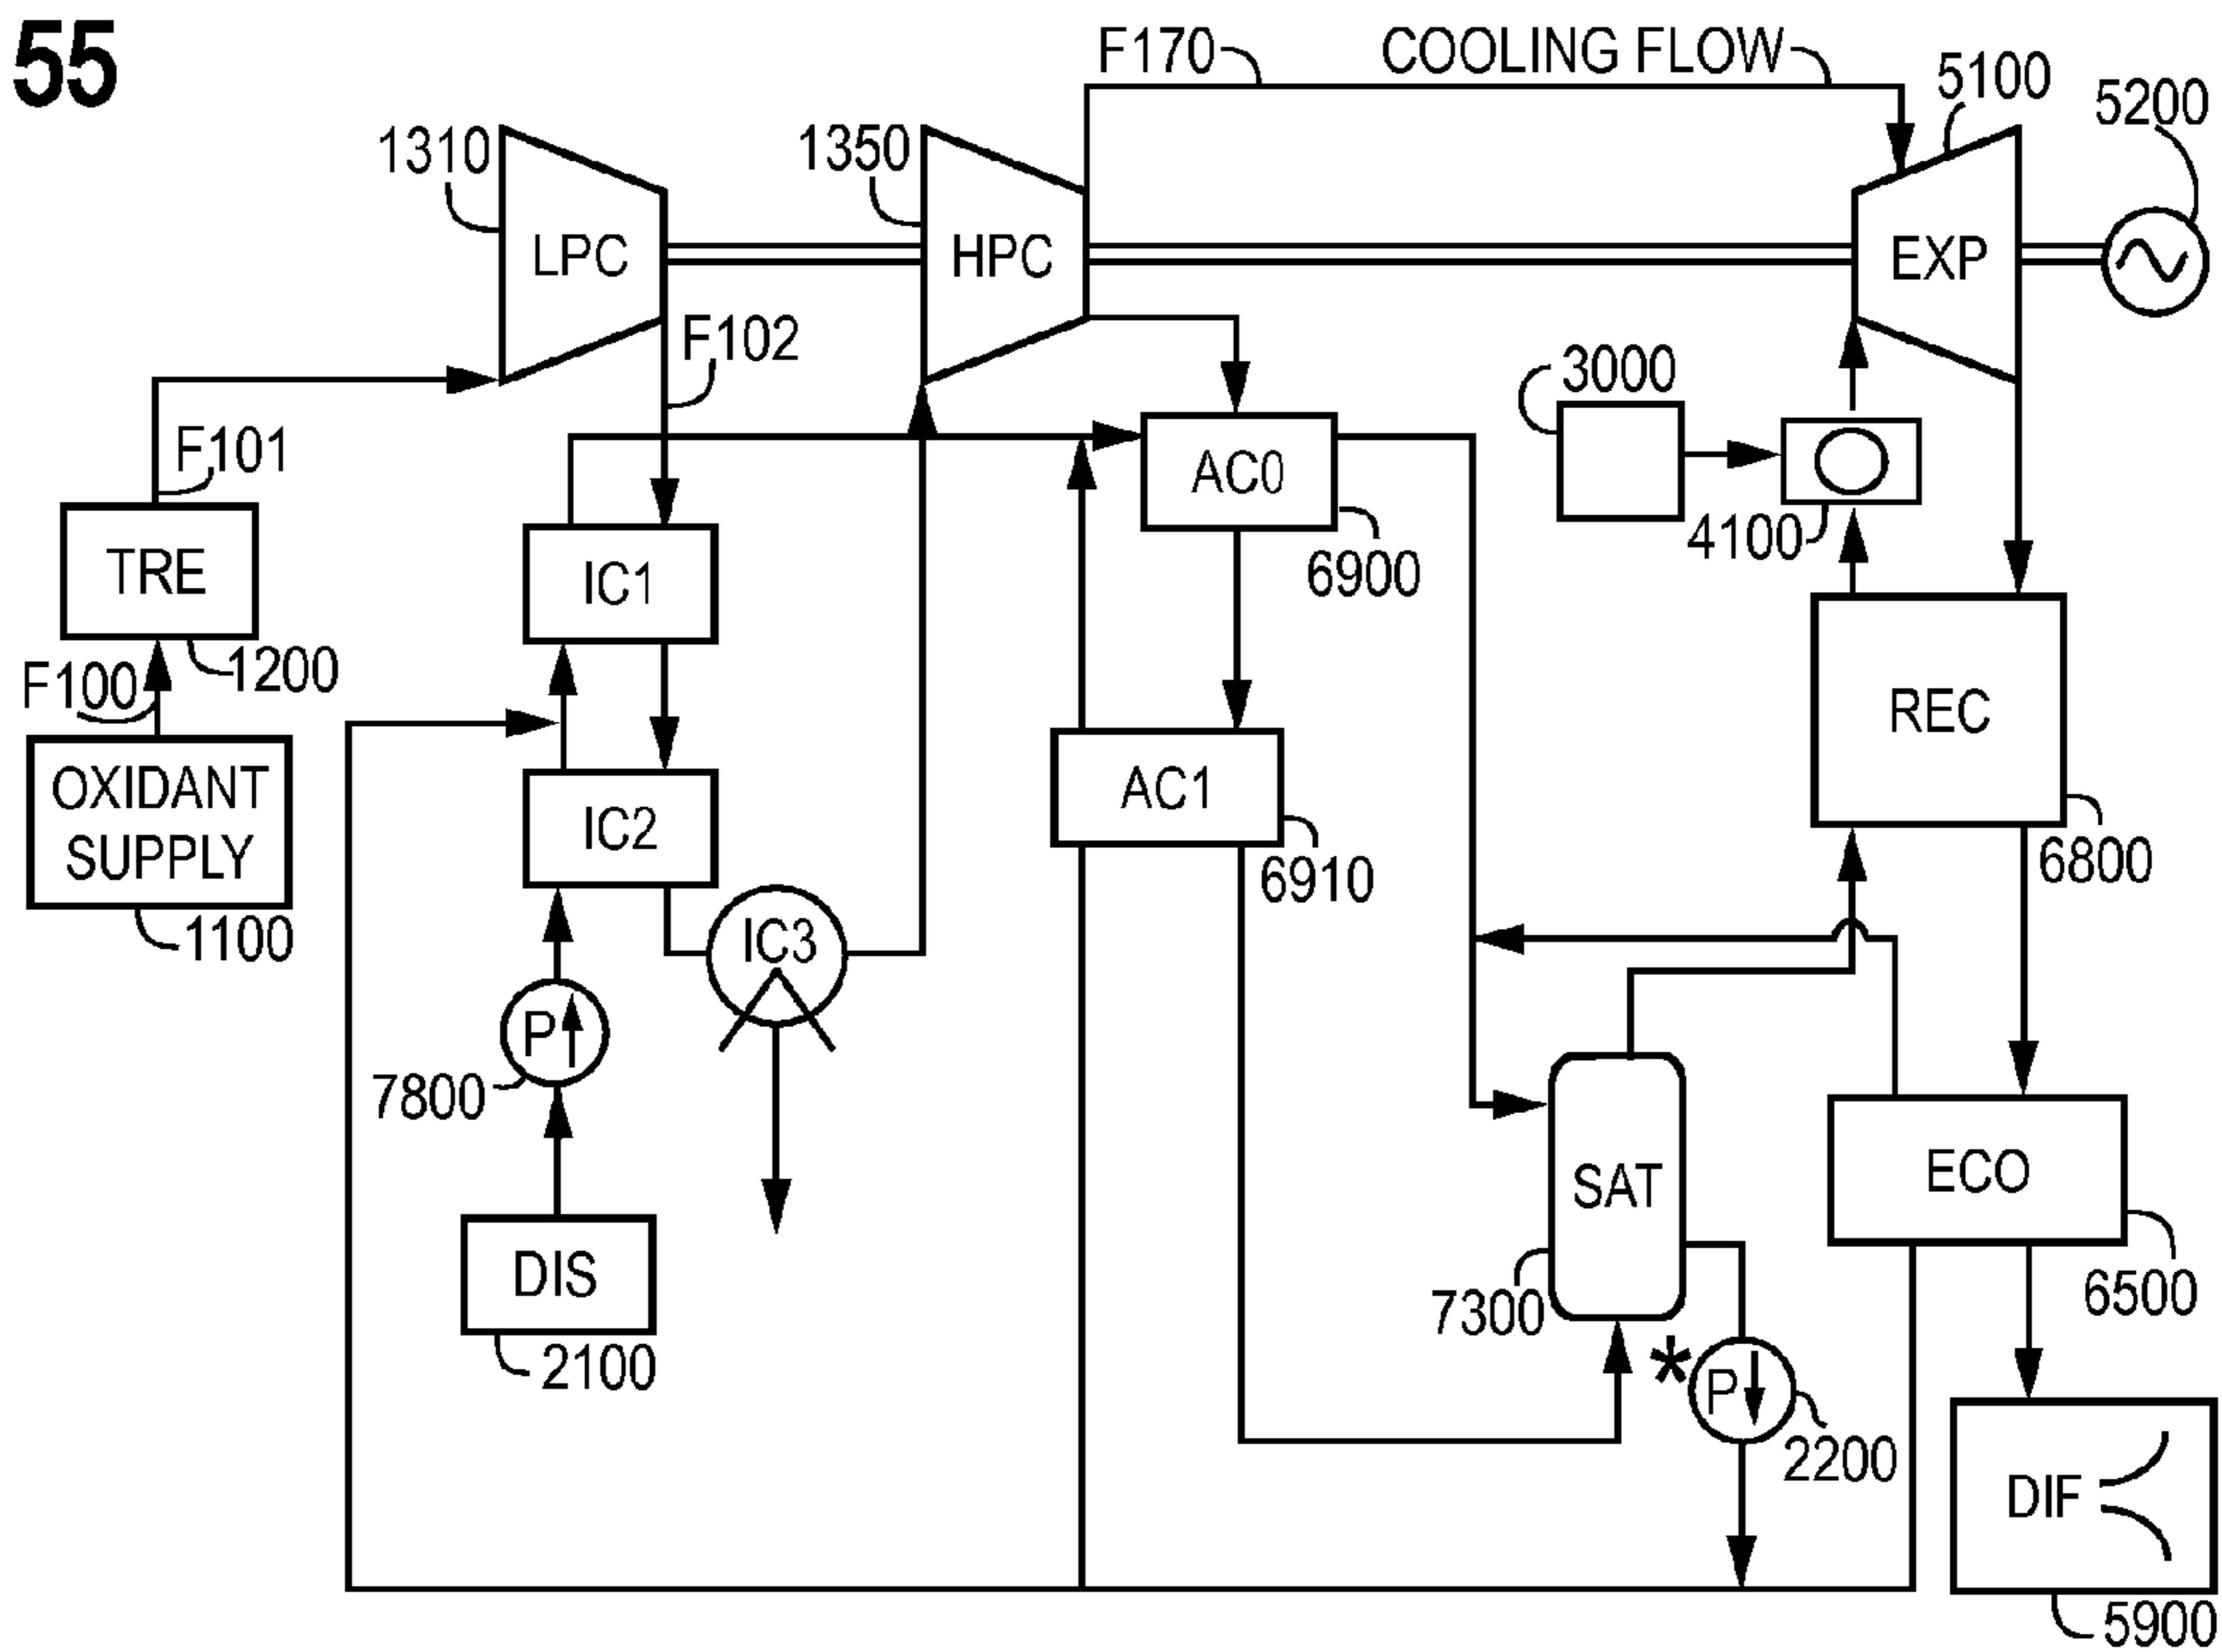 55
F170
COOLING FLOW
5100
5200
1310
1350
LPC
HPC
EXP
F102
3000
F101
AC0
4100
TRE
IC1
6900
F100
1200
REC
OXIDANT
SUPPLY
IC2
AC1
6800
1100
6910
IC3
P
7800
SAT
ECO
DIS
7300
6500
2100
*
P
2200
DIF
5900